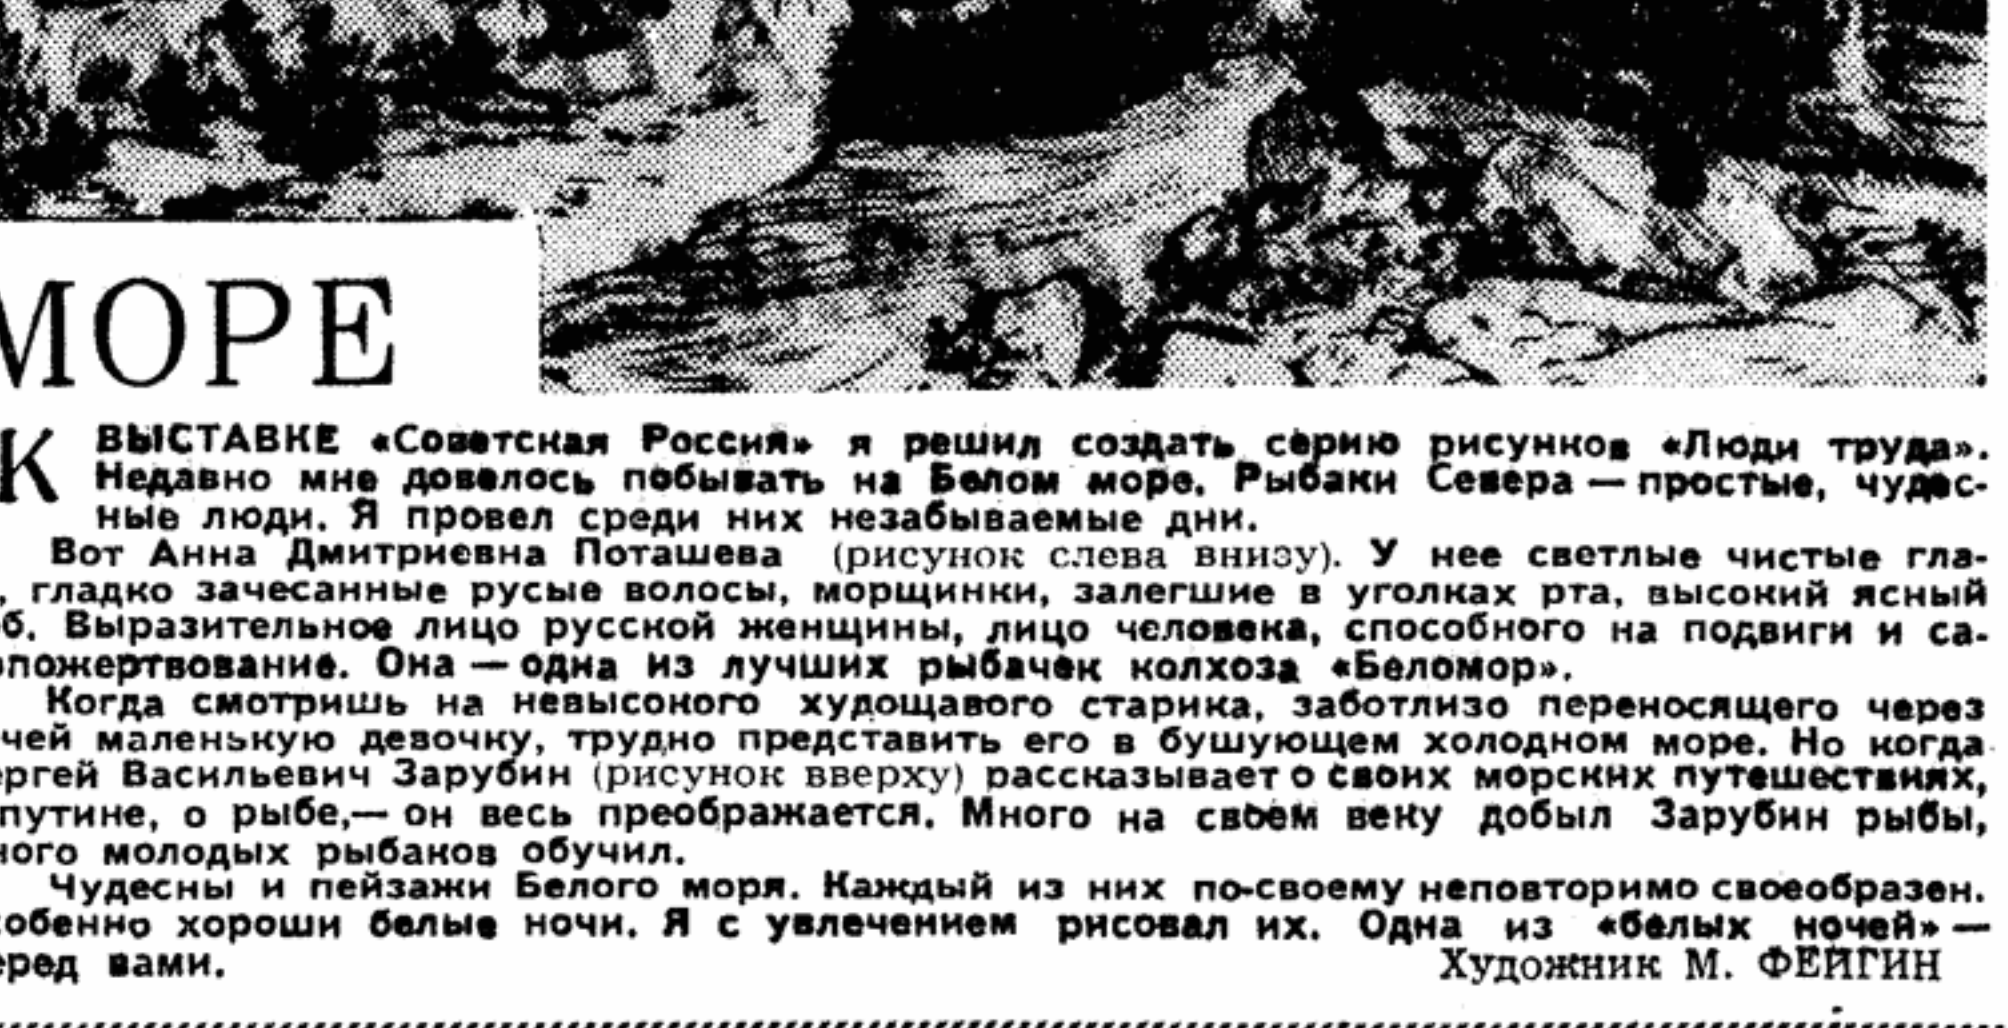 МОРЕ
К ВЫСТАВКЕ «Советская Россия» я решил создать серию рисунков «Люди труда».
Недавно мне довелось побывать на Белом море. Рыбаки Севера — простые, чудес-
ные люди. Я провел среди них незабываемые дни.
Вот Анна Дмитриевна Поташева (рисунок слева внизу). У нее светлые чистые гла-
, гладко зачесанные русые волосы, морщинки, залегшие в уголках рта, высокий ясный
б. Выразительное лицо русской женщины, лицо человека, способного на подвиги и са-
опожертвование. Она — одна из лучших рыбачек колхоза «Беломор».
Когда смотришь на невысокого худощавого старика, заботливо переносящего через
чей маленькую девочку, трудно представить его в бушующем холодном море. Но когда
ергей Васильевич Зарубин (рисунок вверху) рассказывает о своих морских путешествиях,
путине, о рыбе,— он весь преображается. Много на своем веку добыл Зарубин рыбы,
ного молодых рыбаков обучил.
Чудесны и пейзажи Белого моря. Каждый из них по-своему неповторимо своеобразен.
собенно хороши белые ночи. Я с увлечением рисовал их. Одна из «белых ночей» —
еред вами.
Художник М. ФЕЙГИН